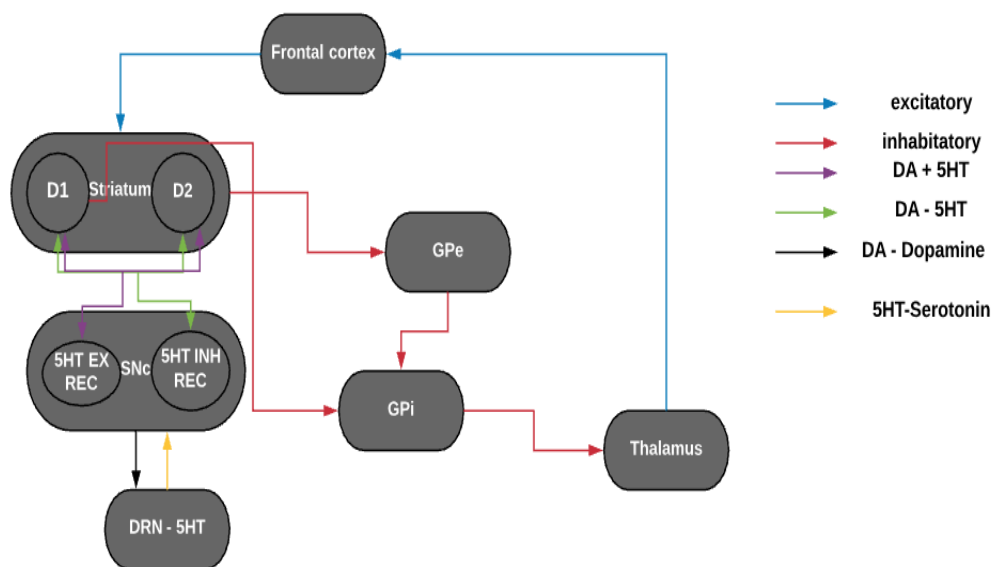 Frontal cortex
D1
Striatum
D2
GPe
5HT EX
REC
SNc
5HT INH
REC
GPi
Thalamus
DRN - 5HT
excitatory
inhabitatory
DA + 5HT
DA - 5HT
DA - Dopamine
5HT-Serotonin